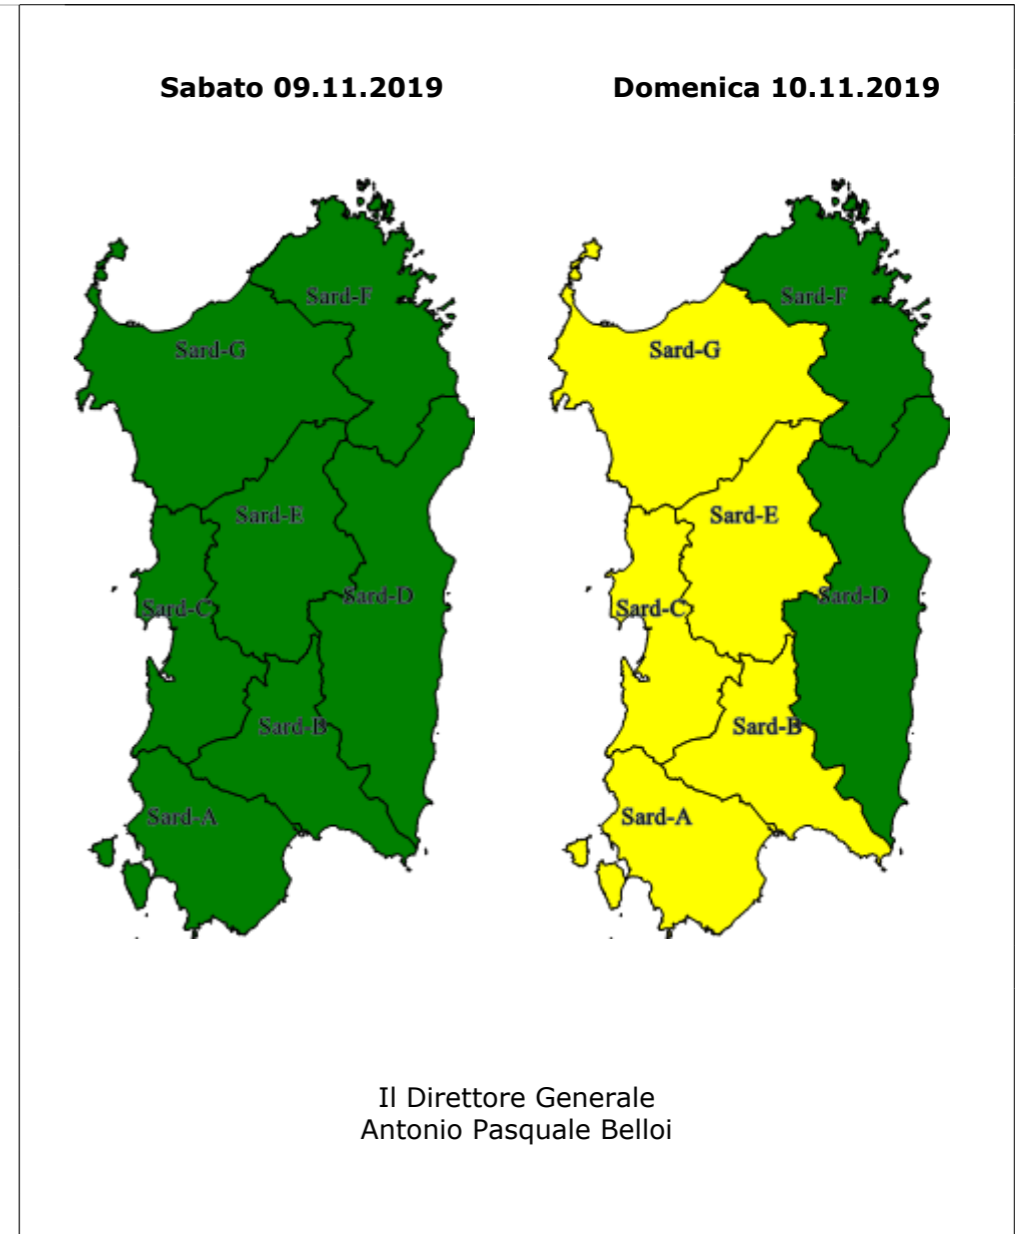 Sabato 09.11.2019
Domenica 10.11.2019
Sard-F
Sard-G
Sard-E
Sard-D
Sard-C
Sard-B
Sard-A
Sard-F
Sard-G
Sard-E
Sard-D
Sard-C
Sard-B
Sard-A
Il Direttore Generale
Antonio Pasquale Belloi